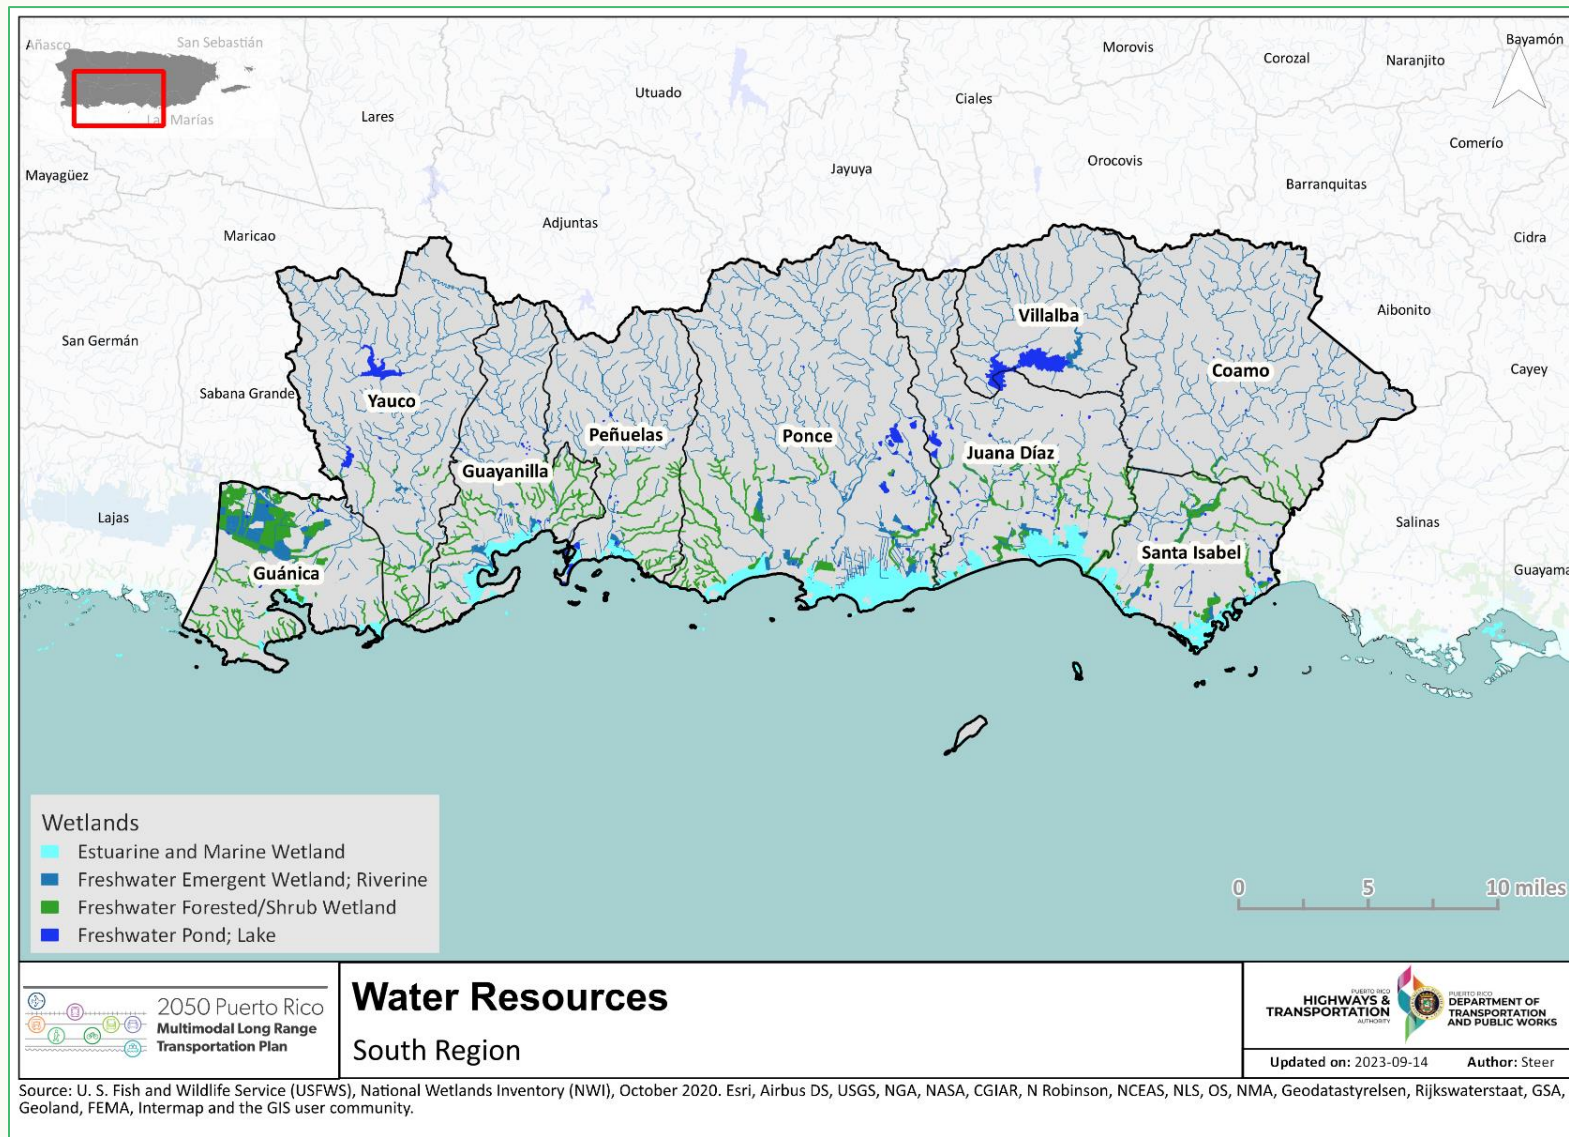 Añasco
San Sebastián
Las Marías
Morovis
Corozal
Naranjito
Bayamón
Lares
Utuado
Ciales
Comerío
Mayagüez
Jayuya
Orocovis
Barranquitas
Maricao
Adjuntas
Cidra
San Germán
Sabana Grande
Aibonito
Cayey
Villalba
Coamo
Yauco
Peñuelas
Ponce
Guayanilla
Juana Díaz
Lajas
Salinas
Guánica
Santa Isabel
Guayama
Wetlands
Estuarine and Marine Wetland
Freshwater Emergent Wetland; Riverine
Freshwater Forested/Shrub Wetland
Freshwater Pond; Lake
0 5 10 miles
2050 Puerto Rico
Multimodal Long Range
Transportation Plan
Water Resources
South Region
PUERTO RICO
HIGHWAYS &
TRANSPORTATION
AUTHORITY
PUERTO RICO
DEPARTMENT OF
TRANSPORTATION
AND PUBLIC WORKS
Updated on: 2023-09-14 Author: Steer
Source: U. S. Fish and Wildlife Service (USFWS), National Wetlands Inventory (NWI), October 2020. Esri, Airbus DS, USGS, NGA, NASA, CGIAR, N Robinson, NCEAS, NLS, OS, NMA, Geodatastyrelsen, Rijkswaterstaat, GSA,
Geoland, FEMA, Intermap and the GIS user community.